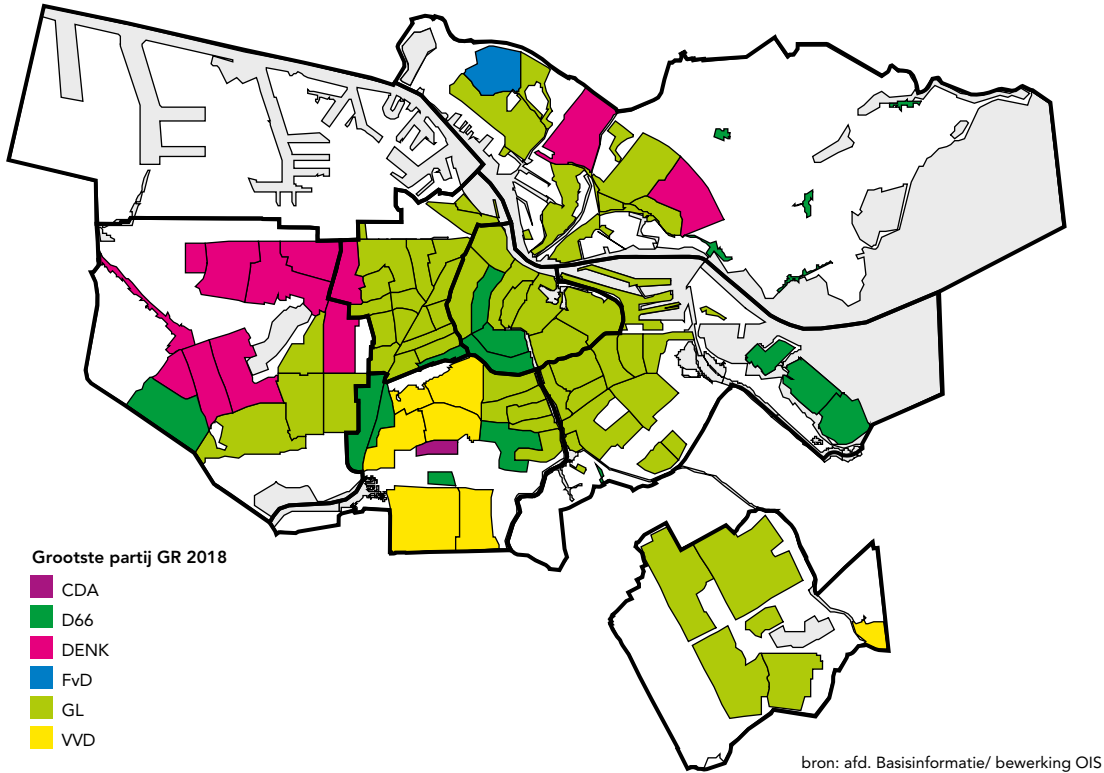 Grootste partij GR 2018
CDA
D66
DENK
FvD
GL
VVD
bron: afd. Basisinformatie/ bewerking OIS